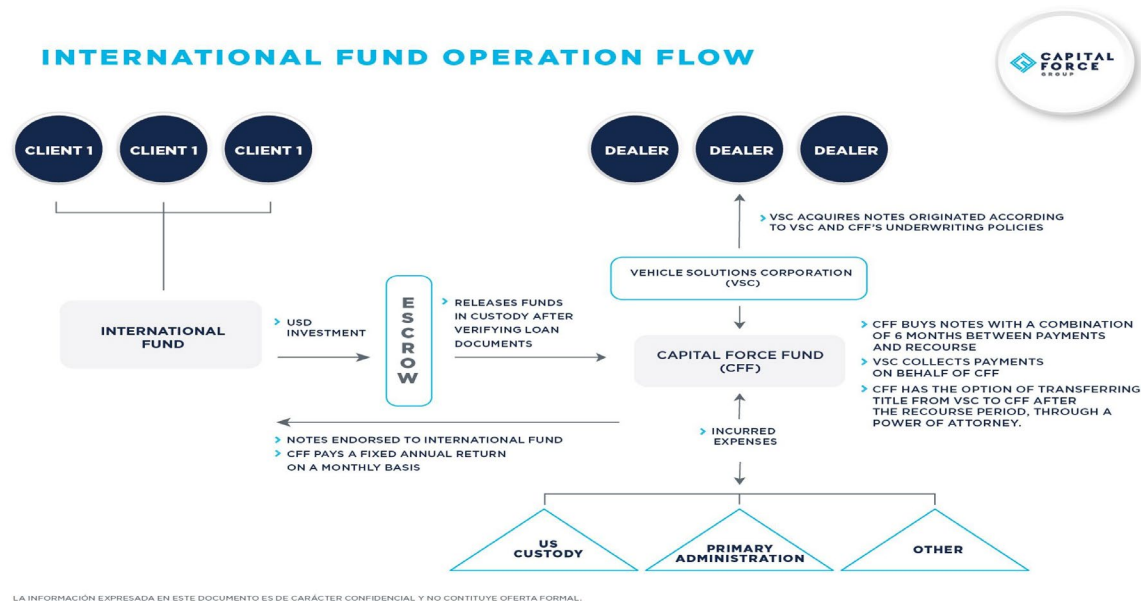 INTERNATIONAL FUND OPERATION FLOW
CAPITAL
FORCE
GROUP
CLIENT 1
CLIENT 1
CLIENT 1
DEALER
DEALER
DEALER
VSC ACQUIRES NOTES ORIGINATED ACCORDING
TO VSC AND CFF'S UNDERWRITING POLICIES
VEHICLE SOLUTIONS CORPORATION
(VSC)
INTERNATIONAL
FUND
USD
INVESTMENT
ESCROW
RELEASES FUNDS
IN CUSTODY AFTER
VERIFYING LOAN
DOCUMENTS
CAPITAL FORCE FUND
(CFF)
CFF BUYS NOTES WITH A COMBINATION
OF 6 MONTHS BETWEEN PAYMENTS
AND RECOURSE
VSC COLLECTS PAYMENTS
ON BEHALF OF CFF
CFF HAS THE OPTION OF TRANSFERRING
TITLE FROM VSC TO CFF AFTER
THE RECOURSE PERIOD, THROUGH A
POWER OF ATTORNEY.
NOTES ENDORSED TO INTERNATIONAL FUND
CFF PAYS A FIXED ANNUAL RETURN
ON A MONTHLY BASIS
INCURRED
EXPENSES
US
CUSTODY
PRIMARY
ADMINISTRATION
OTHER
LA INFORMACIÓN EXPRESADA EN ESTE DOCUMENTO ES DE CARÁCTER CONFIDENCIAL Y NO CONTITUYE OFERTA FORMAL.